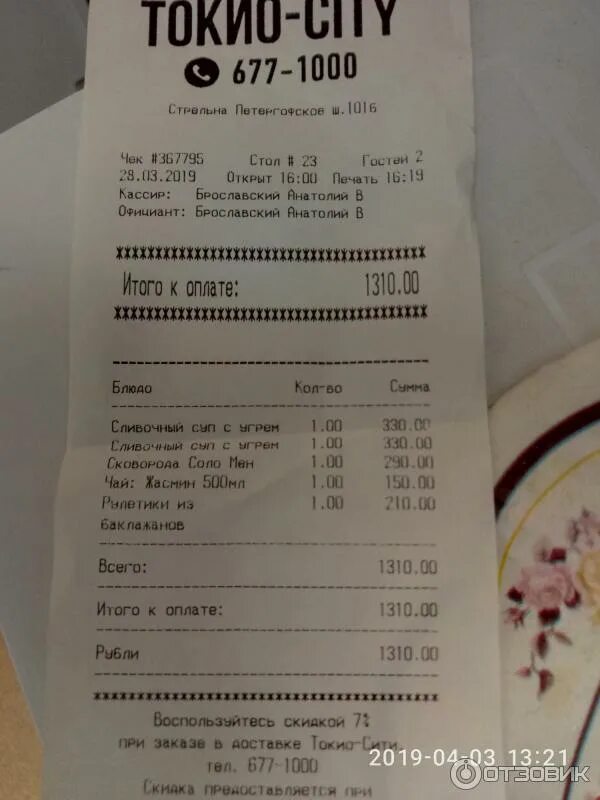 ТОКИО-CITY
677-1000
Стрельна Петергофское ш.101б
Чек #367795 Стол # 23 Гостей 2
28.03.2019 Открыт 16:00 Печать 16:19
Кассир: Брославский Анатолий В
Официант: Брославский Анатолий В
Итого к оплате: 1310.00
Блюдо Кол-во Сумма
Сливочный суп с угрем 1.00 330.00
Сливочный суп с угрем 1.00 330.00
Сковорода Соло Мен 1.00 290.00
Чай: Жасмин 500мл 1.00 150.00
Рулетики из 1.00 210.00
баклажанов
Всего: 1310.00
Итого к оплате: 1310.00
Рубли 1310.00
Воспользуйтесь скидкой 7%
при заказе в доставке Токио-Сити,
тел. 677-1000
Скидка предоставляется при
2019-04-03 13:21
ОТЗОВИК